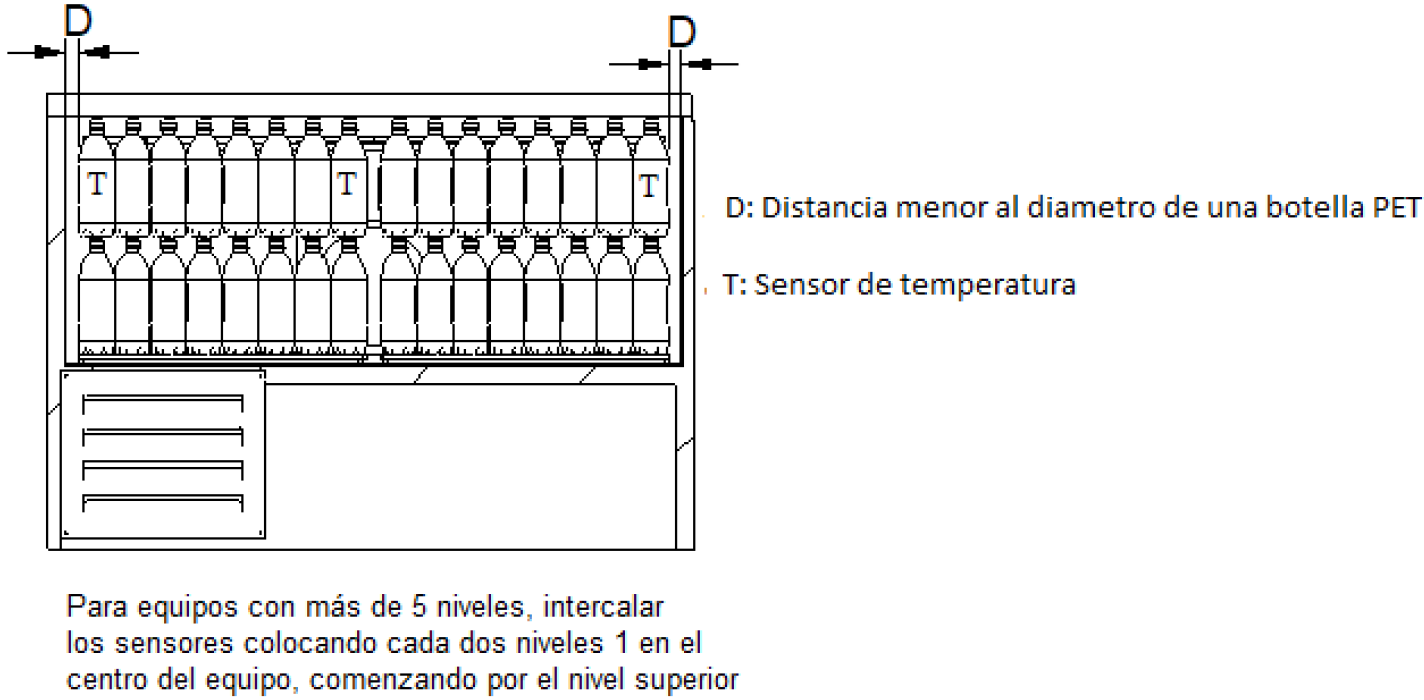 D
D
T
T
T
D: Distancia menor al diametro de una botella PET
T: Sensor de temperatura
Para equipos con más de 5 niveles, intercalar
los sensores colocando cada dos niveles 1 en el
centro del equipo, comenzando por el nivel superior